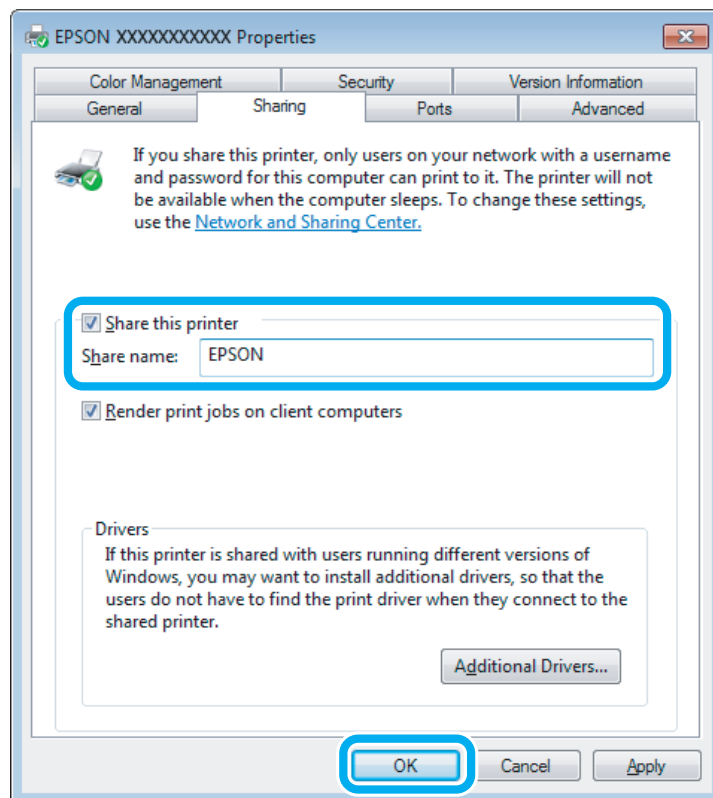 EPSON XXXXXXXXXXX Properties
Color Management Security Version Information
General Sharing Ports Advanced
If you share this printer, only users on your network with a username
and password for this computer can print to it. The printer will not
be available when the computer sleeps. To change these settings,
use the Network and Sharing Center.
Share this printer
Share name: EPSON
Render print jobs on client computers
Drivers
If this printer is shared with users running different versions of
Windows, you may want to install additional drivers, so that the
users do not have to find the print driver when they connect to the
shared printer.
Additional Drivers...
OK Cancel Apply